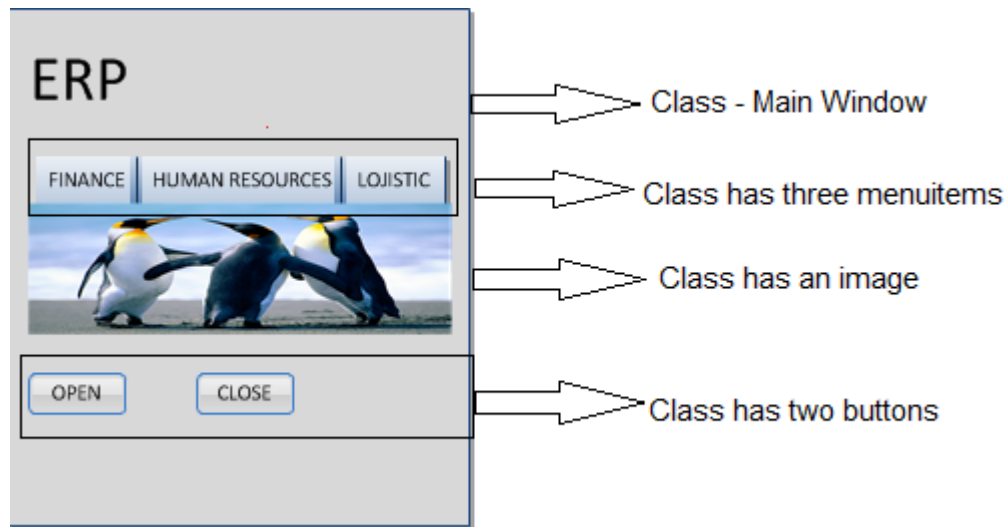 ERP
Class - Main Window
FINANCE HUMAN RESOURCES LOJISTIC
Class has three menuitems
Class has an image
OPEN CLOSE
Class has two buttons